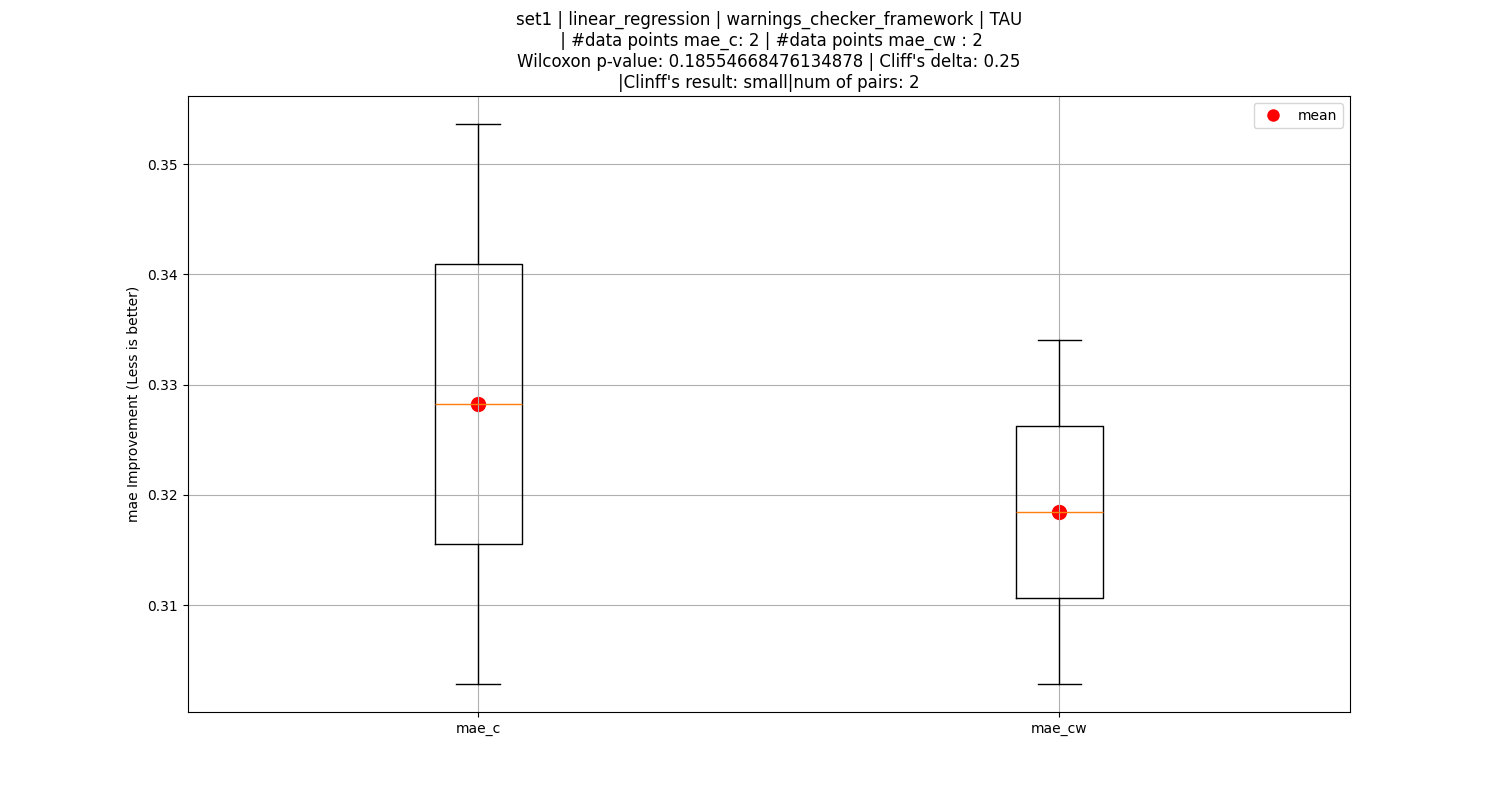 set1 | linear_regression | warnings_checker_framework | TAU
| #data points mae_c: 2 | #data points mae_cw : 2
Wilcoxon p-value: 0.18554668476134878 | Cliff's delta: 0.25
|Clinff's result: small|num of pairs: 2
mean
mae Improvement (Less is better)
0.35
0.34
0.33
0.32
0.31
mae_c
mae_cw